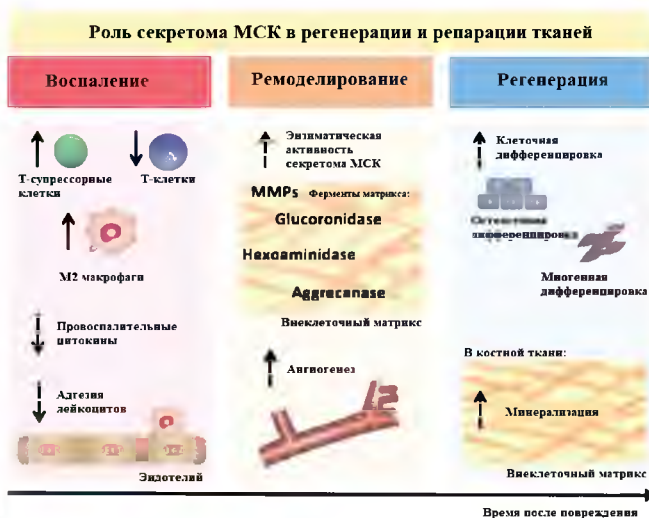 Роль секретома МСК в регенерации и репарации тканей
Воспаление
Т-супрессорные
клетки
Т-клетки
М2 макрофаги
Провоспалительные
цитокины
Адгезия
лейкоцитов
Эндотелий
Ремоделирование
Энзиматическая
активность
секретома МСК
MMPs Ферменты матрикса:
Glucoronidase
Hexoaminidase
Aggrecanase
Внеклеточный матрикс
Ангиогенез
Регенерация
Клеточная
дифференцировка
дифференцировка
Миогенная
дифференцировка
В костной ткани:
Минерализация
Внеклеточный матрикс
Время после повреждения